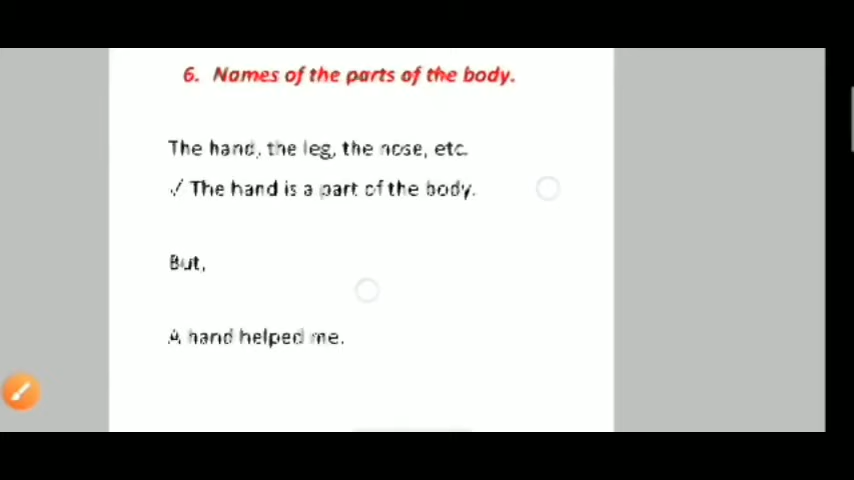 6. Names of the parts of the body.
The hand, the leg, the nose, etc.
✓ The hand is a part of the body.
But,
A hand helped me.